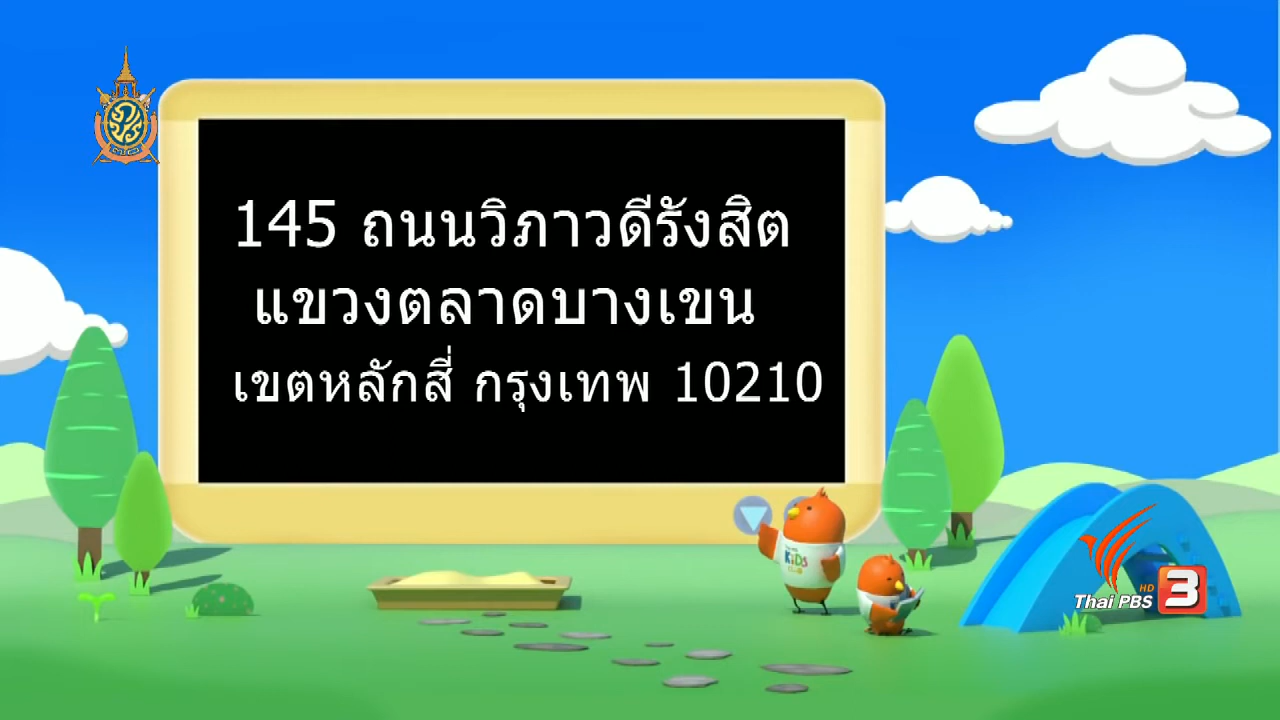 145 ถนนวิภาวดีรังสิต
แขวงตลาดบางเขน
เขตหลักสี่ กรุงเทพ 10210
KiDS
HD
Thai PBS 3